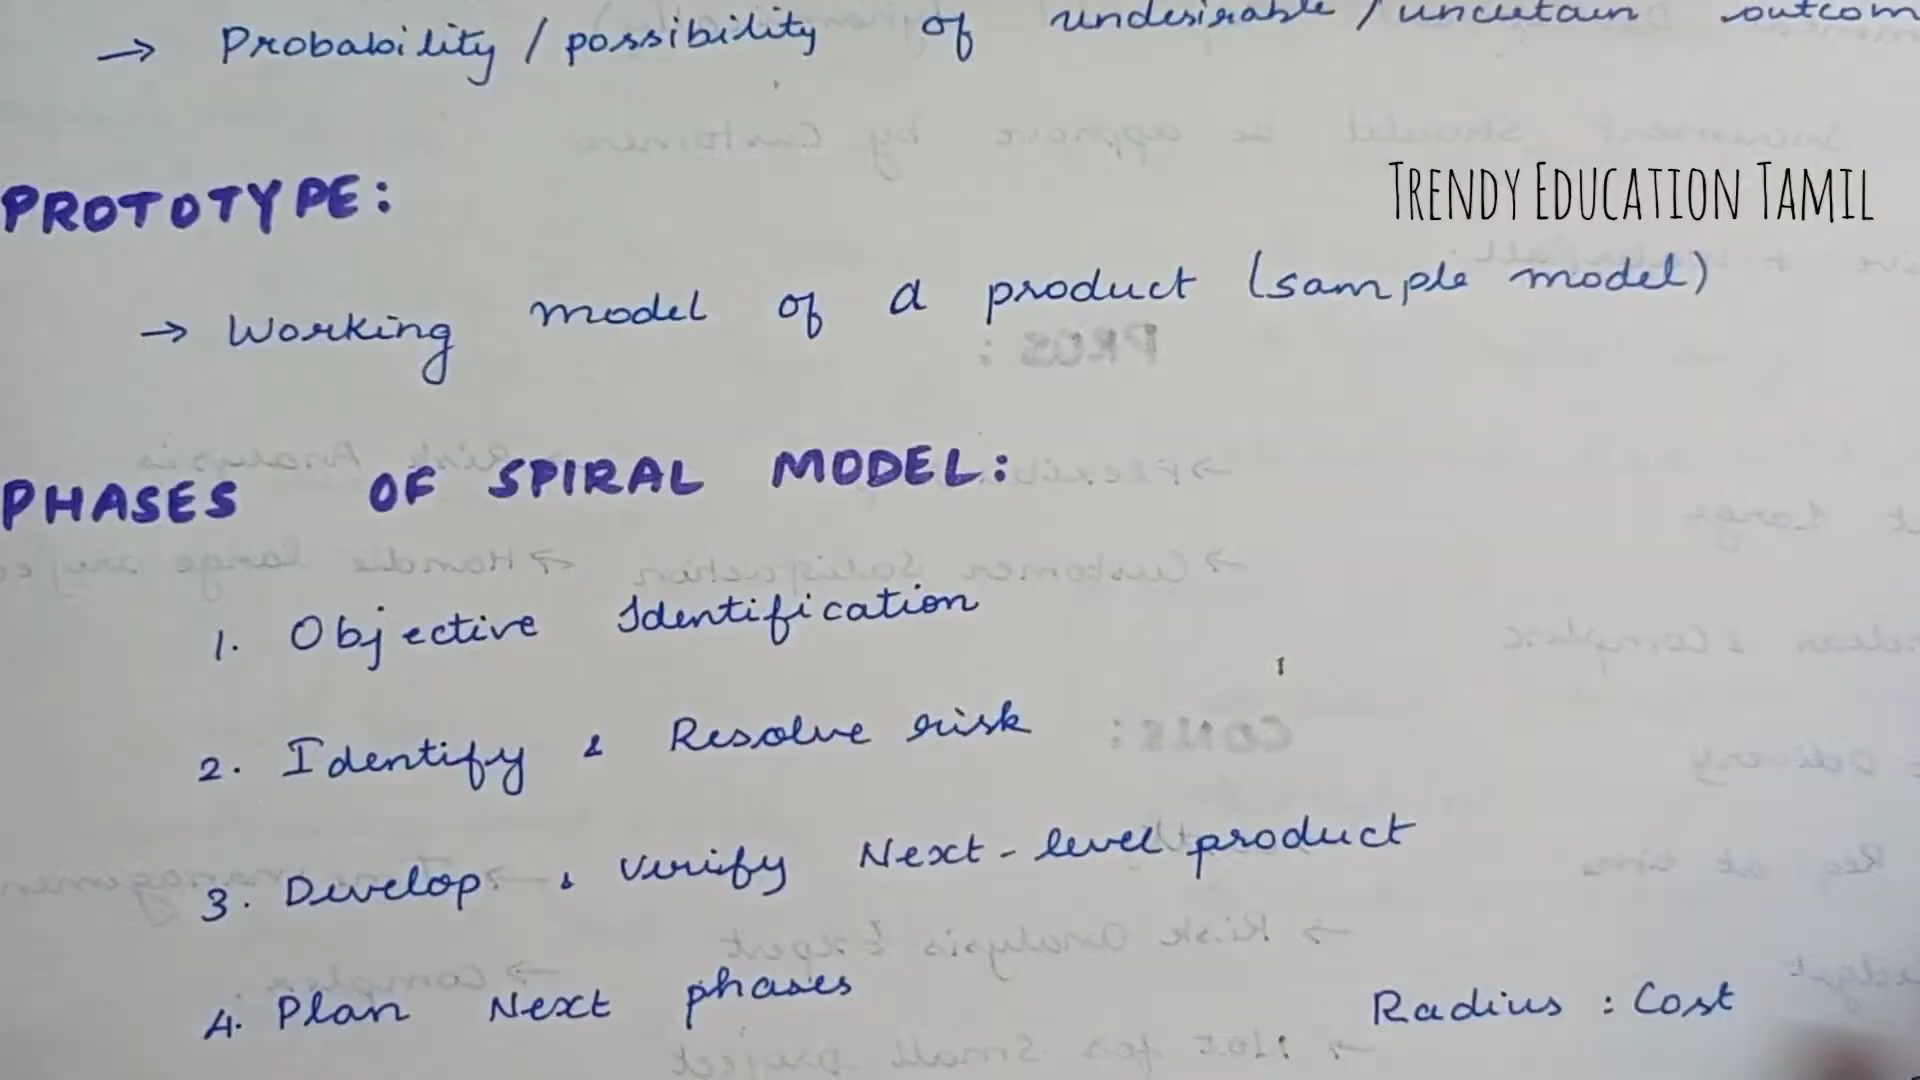 → Probability / possibility of undesirable / uncertain outcom
PROTOTYPE:
TRENDY EDUCATION TAMIL
→ Working model of a product (sample model)
PHASES OF SPIRAL MODEL:
1. Objective Identification
2. Identify & Resolve risk
3. Develop & Verify Next-level product
4. Plan Next phases
Radius : Cost